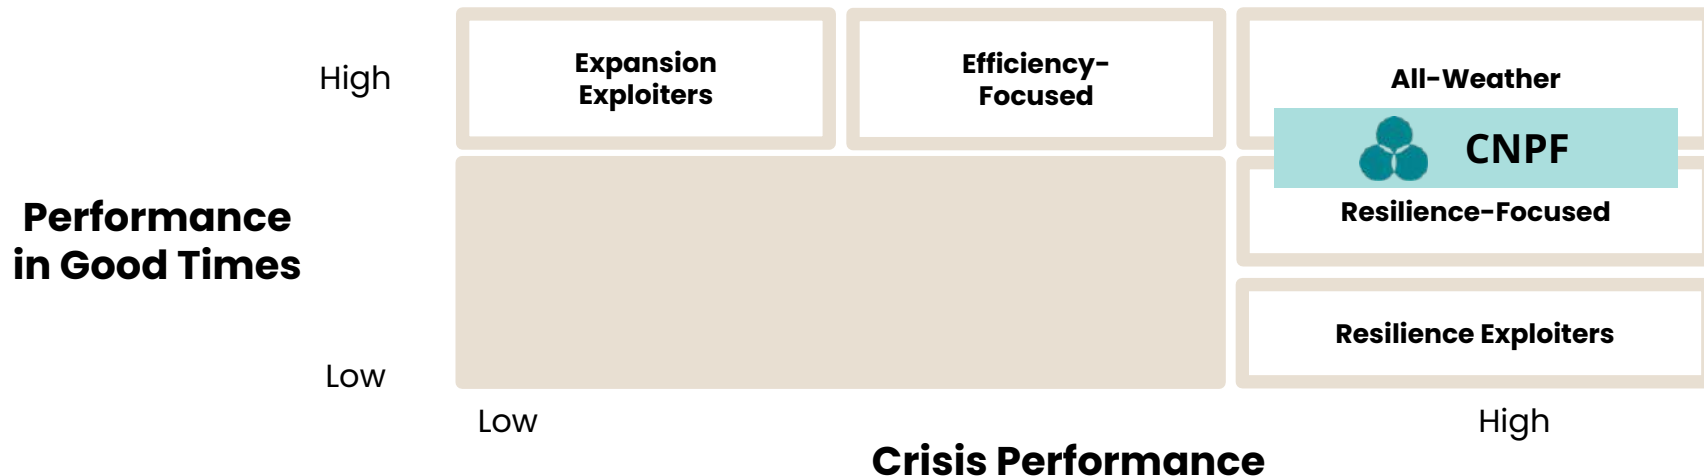 High
Expansion
Exploiters
Efficiency-
Focused
All-Weather
CNPF
Performance
in Good Times
Resilience-Focused
Resilience Exploiters
Low
Low
High
Crisis Performance